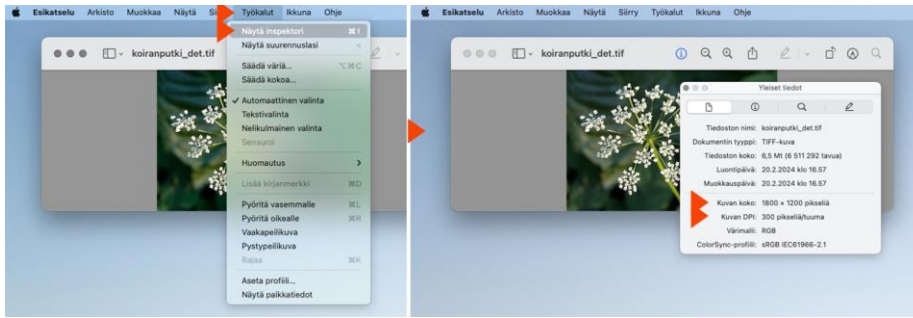 Esikatselu Arkisto Muokkaa Näytä Työkalut Ikkuna Ohje
koiranputki_det.tif
Näytä inspektori ⌘ I
Näytä suurennuslasi
Säädä väriä... ⌥⌘C
Säädä kokoa...
✓ Automaattinen valinta
Tekstivalinta
Nelikulmainen valinta
Sensuroi
Huomautus >
Lisää kirjanmerkki ⌘D
Pyöritä vasemmalle ⌘L
Pyöritä oikealle ⌘R
Vaakapeilikuva
Pystypeilikuva
Rajaa ⌘K
Aseta profiili...
Näytä paikkatiedot
Esikatselu Arkisto Muokkaa Näytä Siirry Työkalut Ikkuna Ohje
koiranputki_det.tif
Yleiset tiedot
Tiedoston nimi: koiranputki_det.tif
Dokumentin tyyppi: TIFF-kuva
Tiedoston koko: 6,5 Mt (6 511 292 tavua)
Luontipäivä: 20.2.2024 klo 16.57
Muokkauspäivä: 20.2.2024 klo 16.57
Kuvan koko: 1800 × 1200 pikseliä
Kuvan DPI: 300 pikseliä/tuuma
Värimalli: RGB
ColorSync-profiili: sRGB IEC61966-2.1